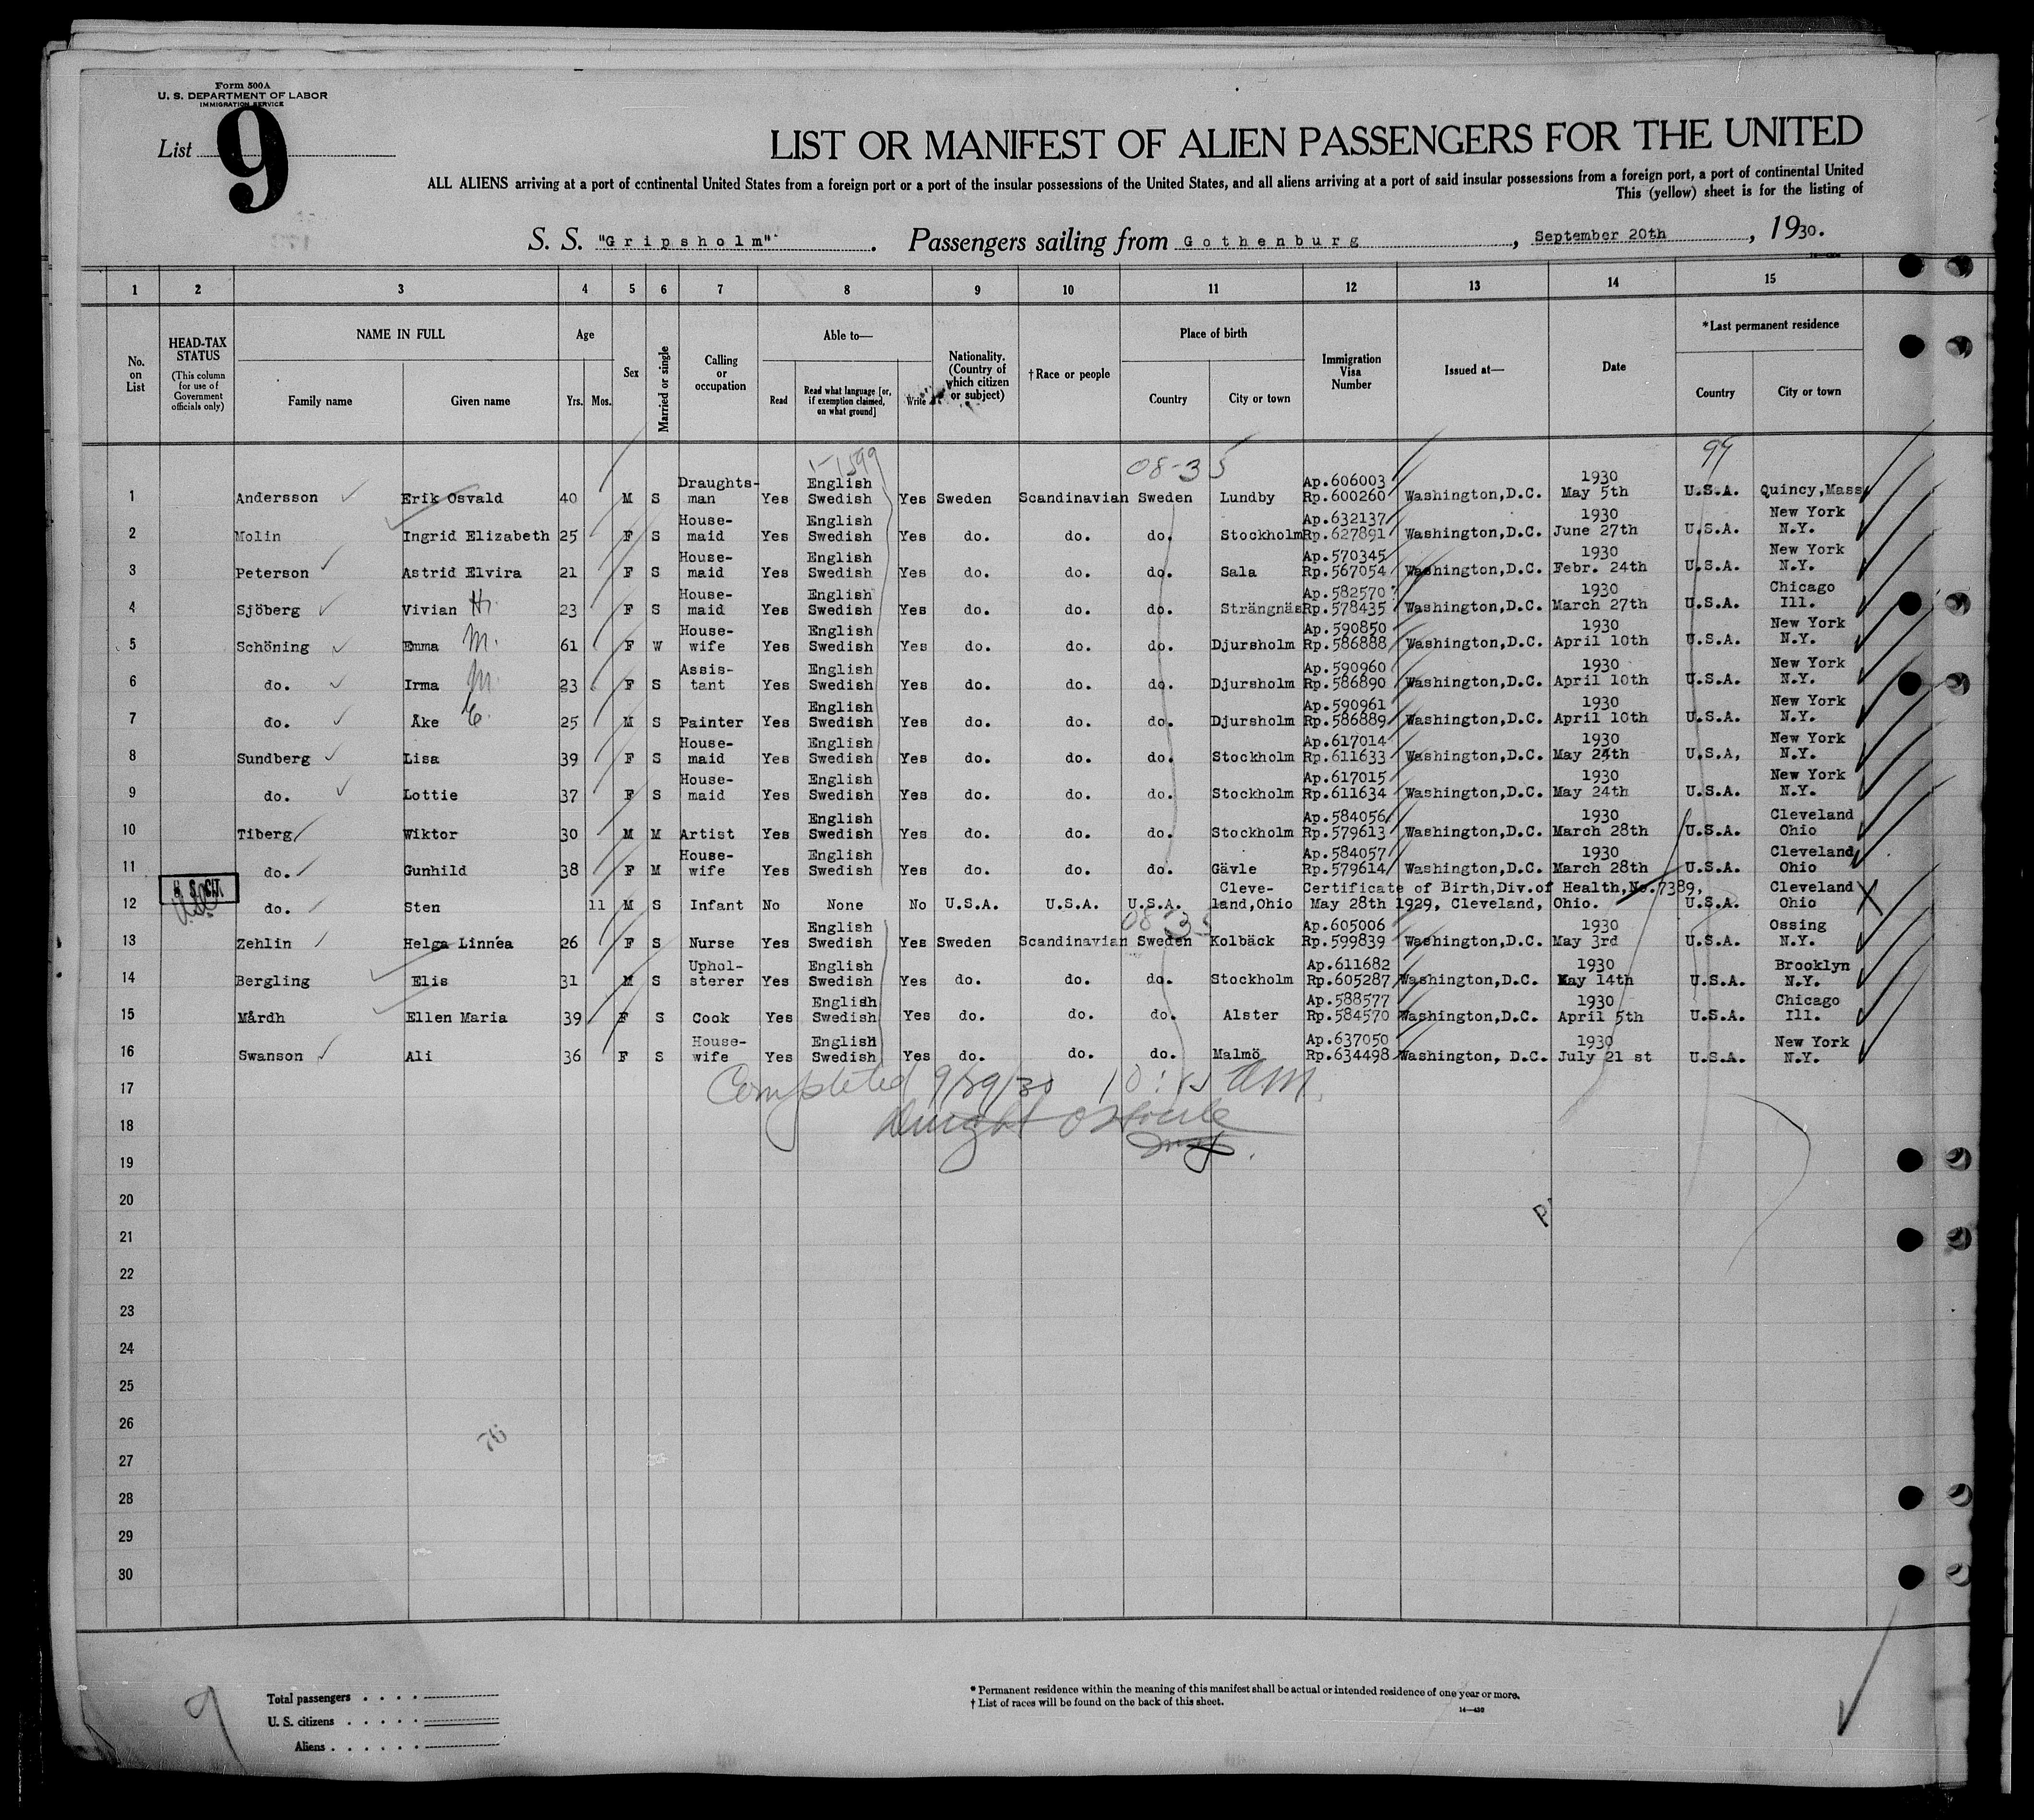 Form 500A
U. S. DEPARTMENT OF LABOR
IMMIGRATION SERVICE
List 9
LIST OR MANIFEST OF ALIEN PASSENGERS FOR THE UNITED
ALL ALIENS arriving at a port of continental United States from a foreign port or a port of the insular possessions of the United States, and all aliens arriving at a port of said insular possessions from a foreign port, a port of continental United
This (yellow) sheet is for the listing of
S. S. "Gripsholm" . Passengers sailing from Gothenburg , September 20th , 1930.
1 2 3 4 5 6 7 8 9 10 11 12 13 14 15
No. on List
HEAD-TAX STATUS (This column for use of Government officials only)
NAME IN FULL Family name Given name
Age Yrs. Mos.
Sex
Married or single
Calling or occupation
Able to— Read Read what language [or, if exemption claimed, on what ground] Write
Nationality. (Country of which citizen or subject)
†Race or people
Place of birth Country City or town
Immigration Visa Number
Issued at—
Date
*Last permanent residence Country City or town
1-1599 08-35 99
1 Andersson Erik Osvald 40 M S Draughts-man Yes English Swedish Yes Sweden Scandinavian Sweden Lundby Ap.606003 Rp.600260 Washington,D.C. 1930 May 5th U.S.A. Quincy,Mass
2 Molin Ingrid Elizabeth 25 F S House-maid Yes English Swedish Yes do. do. do. Stockholm Ap.632137 Rp.627891 Washington,D.C. 1930 June 27th U.S.A. New York N.Y.
3 Peterson Astrid Elvira 21 F S House-maid Yes English Swedish Yes do. do. do. Sala Ap.570345 Rp.567054 Washington,D.C. 1930 Febr. 24th U.S.A. New York N.Y.
4 Sjöberg Vivian H. 23 F S House-maid Yes English Swedish Yes do. do. do. Strängnäs Ap.582570 Rp.578435 Washington,D.C. 1930 March 27th U.S.A. Chicago Ill.
5 Schöning Emma M. 61 F W House-wife Yes English Swedish Yes do. do. do. Djursholm Ap.590850 Rp.586888 Washington,D.C. 1930 April 10th U.S.A. New York N.Y.
6 do. Irma M. 23 F S Assis-tant Yes English Swedish Yes do. do. do. Djursholm Ap.590960 Rp.586890 Washington,D.C. 1930 April 10th U.S.A. New York N.Y.
7 do. Åke 25 M S Painter Yes English Swedish Yes do. do. do. Djursholm Ap.590961 Rp.586889 Washington,D.C. 1930 April 10th U.S.A. New York N.Y.
8 Sundberg Lisa 39 F S House-maid Yes English Swedish Yes do. do. do. Stockholm Ap.617014 Rp.611633 Washington,D.C. 1930 May 24th U.S.A, New York N.Y.
9 do. Lottie 37 F S House-maid Yes English Swedish Yes do. do. do. Stockholm Ap.617015 Rp.611634 Washington,D.C. 1930 May 24th U.S.A. New York N.Y.
10 Tiberg Wiktor 30 M M Artist Yes English Swedish Yes do. do. do. Stockholm Ap.584056 Rp.579613 Washington,D.C. 1930 March 28th U.S.A. Cleveland Ohio
11 do. Gunhild 38 F M House-wife Yes English Swedish Yes do. do. do. Gävle Ap.584057 Rp.579614 Washington,D.C. 1930 March 28th U.S.A. Cleveland Ohio
12 U.S. CIT. do. Sten 11 M S Infant No None No U.S.A. U.S.A. U.S.A. Cleve-land,Ohio Certificate of Birth,Div.of Health,No.7389, May 28th 1929, Cleveland, Ohio. U.S.A. Cleveland Ohio
08-35
13 Zehlin Helga Linnéa 26 F S Nurse Yes English Swedish Yes Sweden Scandinavian Sweden Kolbäck Ap.605006 Rp.599839 Washington,D.C. 1930 May 3rd U.S.A. Ossing N.Y.
14 Bergling Elis 31 M S Uphol-sterer Yes English Swedish Yes do. do. do. Stockholm Ap.611682 Rp.605287 Washington,D.C. 1930 May 14th U.S.A. Brooklyn N.Y.
15 Mårdh Ellen Maria 39 F S Cook Yes English Swedish Yes do. do. do. Alster Ap.588577 Rp.584570 Washington,D.C. 1930 April 5th U.S.A. Chicago Ill.
16 Swanson Ali 36 F S House-wife Yes English Swedish Yes do. do. do. Malmö Ap.637050 Rp.634498 Washington, D.C. 1930 July 21 st U.S.A. New York N.Y.
17 Completed 9/29/30 10:15 AM.
18 Dwight
19
20
21
22
23
24
25
26
27
28
29
30
76
9
Total passengers
U. S. citizens
Aliens
* Permanent residence within the meaning of this manifest shall be actual or intended residence of one year or more.
† List of races will be found on the back of this sheet.
14—430